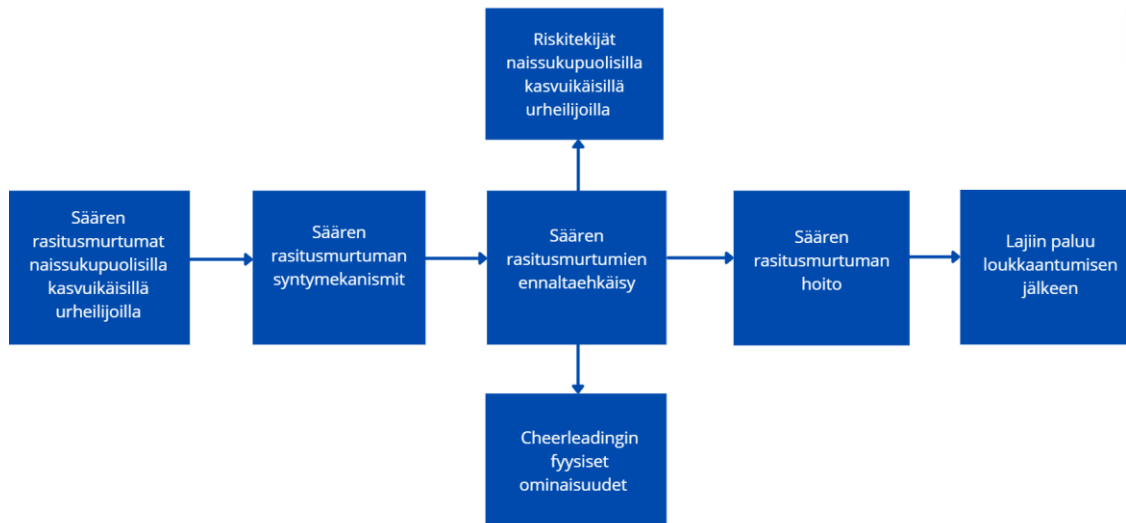 Riskitekijät
naissukupuolisilla
kasvuikäisillä
urheilijoilla
Säären
rasitusmurtumat
naissukupuolisilla
kasvuikäisillä
urheilijoilla
Säären
rasitusmurtuman
syntymekanismit
Säären
rasitusmurtumien
ennaltaehkäisy
Säären
rasitusmurtuman
hoito
Lajiin paluu
loukkaantumisen
jälkeen
Cheerleadingin
fyysiset
ominaisuudet